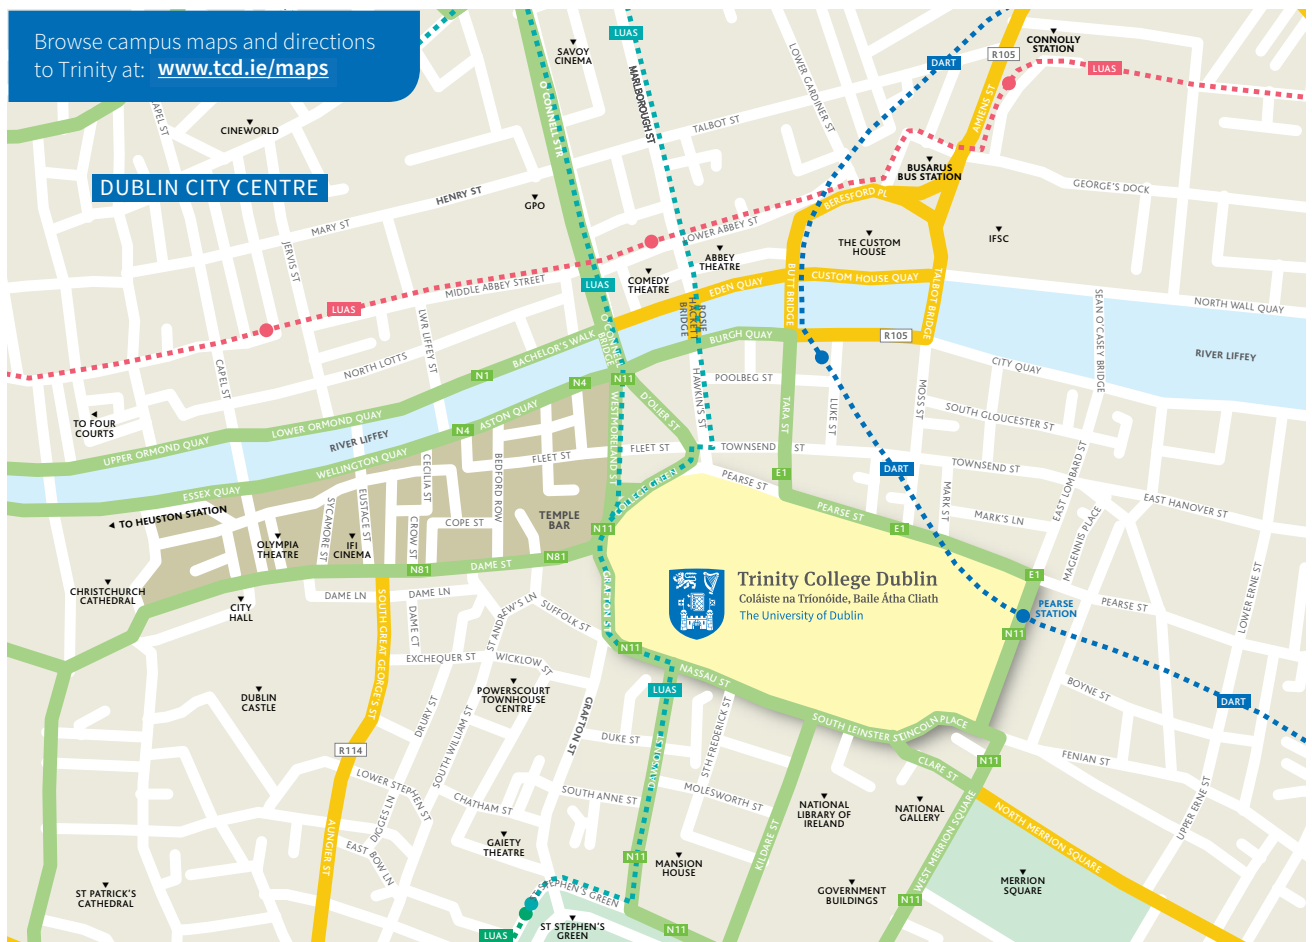 Browse campus maps and directions
to Trinity at: www.tcd.ie/maps
DUBLIN CITY CENTRE
CAPEL ST
CINEWORLD
SAVOY
CINEMA
LUAS
O'CONNELL STR
MARLBOROUGH ST
LOWER GARDINER ST
TALBOT ST
DART
R105
CONNOLLY
STATION
LUAS
AMIENS ST
BUSARUS
BUS STATION
GEORGE'S DOCK
BERESFORD PL
HENRY ST
GPO
MARY ST
JERVIS ST
LOWER ABBEY ST
ABBEY
THEATRE
COMEDY
THEATRE
THE CUSTOM
HOUSE
IFSC
LUAS
MIDDLE ABBEY STREET
LUAS
EDEN QUAY
BUTT BRIDGE
CUSTOM HOUSE QUAY
TALBOT BRIDGE
SEAN O'CASEY BRIDGE
NORTH WALL QUAY
RIVER LIFFEY
ROSIE
HACKETT
BRIDGE
O'CONNELL
BRIDGE
BACHELOR'S WALK
LWR LIFFEY ST
NORTH LOTTS
CAPEL ST
BURGH QUAY
R105
CITY QUAY
N1
N4
N11
ASTON QUAY
N4
POOLBEG ST
HAWKIN'S ST
D'OLIER ST
WESTMORELAND ST
TARA ST
LUKE ST
MOSS ST
SOUTH GLOUCESTER ST
TO FOUR
COURTS
UPPER ORMOND QUAY
LOWER ORMOND QUAY
RIVER LIFFEY
WELLINGTON QUAY
ESSEX QUAY
TO HEUSTON STATION
FLEET ST
FLEET ST
TOWNSEND ST
TOWNSEND ST
COLLEGE GREEN
PEARSE ST
E1
DART
PEARSE ST
E1
MARK ST
MARK'S LN
EAST LOMBARD ST
EAST HANOVER ST
MAGENNIS PLACE
SYCAMORE ST
EUSTACE ST
CECILIA ST
CROW ST
COPE ST
BEDFORD ROW
TEMPLE
BAR
OLYMPIA
THEATRE
IFI
CINEMA
N11
N81
DAME ST
N81
CHRISTCHURCH
CATHEDRAL
CITY
HALL
DAME LN
DAME LN
DAME CT
ST ANDREW'S LN
SUFFOLK ST
GRAFTON ST
Trinity College Dublin
Coláiste na Tríonóide, Baile Átha Cliath
The University of Dublin
E1
PEARSE
STATION
PEARSE ST
LOWER ERNE ST
N11
SOUTH GREAT GEORGE'S ST
EXCHEQUER ST
WICKLOW ST
N11
NASSAU ST
LUAS
DUBLIN
CASTLE
DRURY ST
SOUTH WILLIAM ST
POWERSCOURT
TOWNHOUSE
CENTRE
GRAFTON ST
DUKE ST
DAWSON ST
STH FREDERICK ST
SOUTH LEINSTER ST
LINCOLN PLACE
BOYNE ST
DART
FENIAN ST
R114
LOWER STEPHEN ST
DIGGES LN
CHATHAM ST
SOUTH ANNE ST
MOLESWORTH ST
CLARE ST
N11
NATIONAL
LIBRARY OF
IRELAND
NATIONAL
GALLERY
NORTH MERRION SQUARE
UPPER ERNE ST
AUNGIER ST
EAST BOW LN
GAIETY
THEATRE
N11
MANSION
HOUSE
KILDARE ST
WEST MERRION SQUARE
MERRION
SQUARE
ST PATRICK'S
CATHEDRAL
ST STEPHEN'S GREEN
GOVERNMENT
BUILDINGS
N11
ST STEPHEN'S
GREEN
LUAS
N11